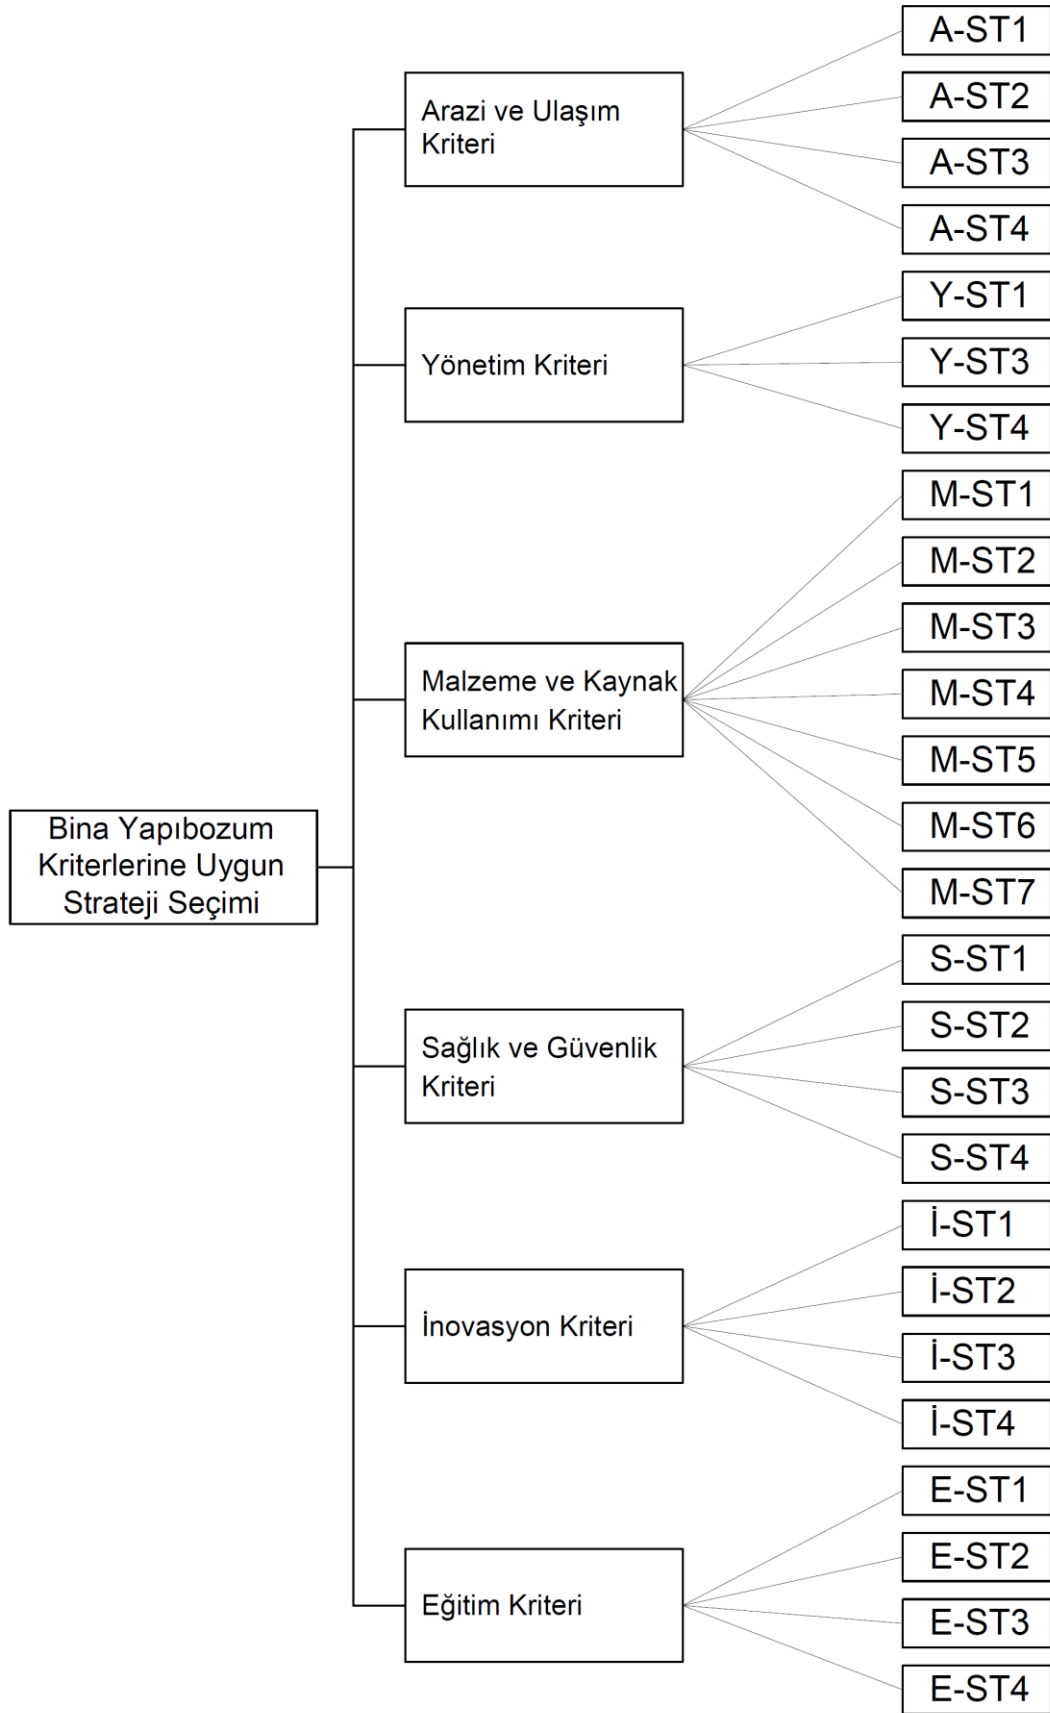 Bina Yapıbozum
Kriterlerine Uygun
Strateji Seçimi
Arazi ve Ulaşım
Kriteri
A-ST1
A-ST2
A-ST3
A-ST4
Yönetim Kriteri
Y-ST1
Y-ST3
Y-ST4
Malzeme ve Kaynak
Kullanımı Kriteri
M-ST1
M-ST2
M-ST3
M-ST4
M-ST5
M-ST6
M-ST7
Sağlık ve Güvenlik
Kriteri
S-ST1
S-ST2
S-ST3
S-ST4
İnovasyon Kriteri
İ-ST1
İ-ST2
İ-ST3
İ-ST4
Eğitim Kriteri
E-ST1
E-ST2
E-ST3
E-ST4